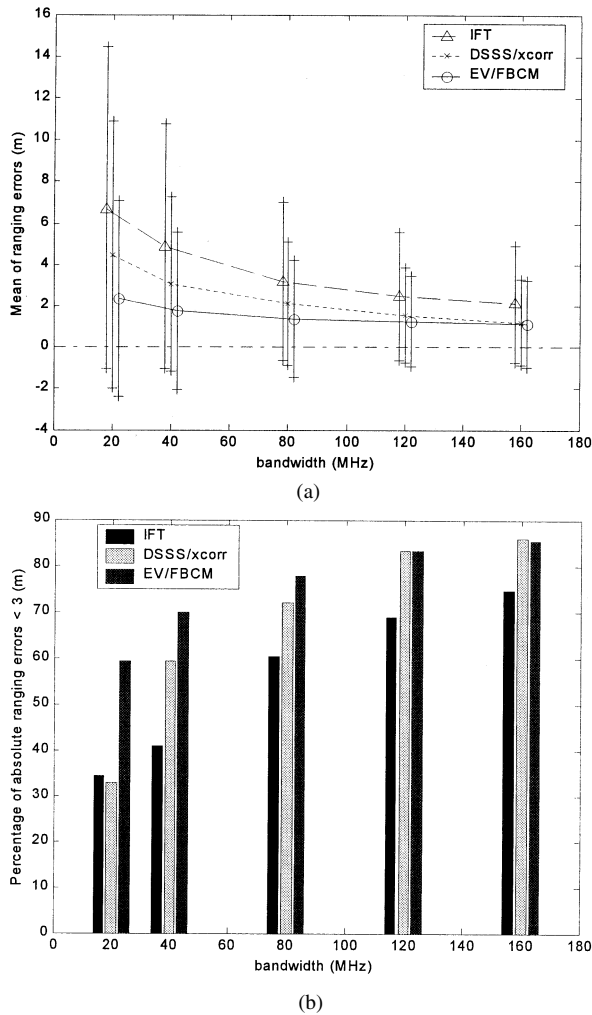 16
14
12
10
8
6
4
2
0
-2
-4
Mean of ranging errors (m)
IFT
DSSS/xcorr
EV/FBCM
0 20 40 60 80 100 120 140 160 180
bandwidth (MHz)
(a)
90
80
70
60
50
40
30
20
10
0
Percentage of absolute ranging errors < 3 (m)
IFT
DSSS/xcorr
EV/FBCM
0 20 40 60 80 100 120 140 160 180
bandwidth (MHz)
(b)